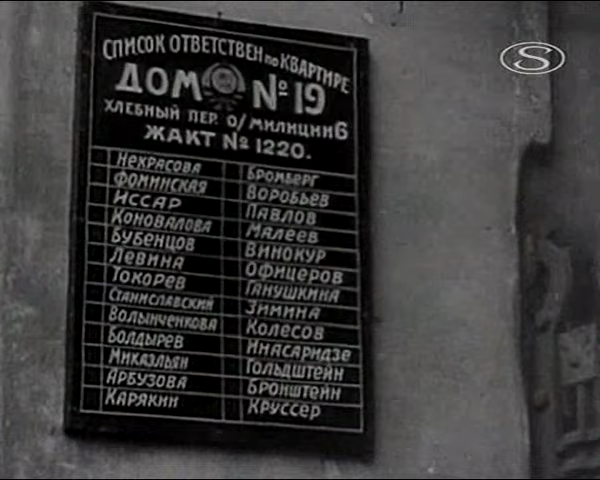 СПИСОК ОТВЕТСТВЕН по КВАРТИРЕ
ДОМ № 19
ХЛЕБНЫЙ ПЕР. О/МИЛИЦИИ 6
ЖАКТ № 1220.
НЕКРАСОВА
ФОМИНСКАЯ
ИССАР
КОНОВАЛОВА
БУБЕНЦОВ
ЛЕВИНА
ТОКОРЕВ
СТАНИСЛАВСКИЙ
ВОЛЫНЧЕНКОВА
БОЛДЫРЕВ
МИКАЭЛЬЯН
АРБУЗОВА
КАРЯКИН
БРОМБЕРГ
ВОРОБЬЕВ
ПАВЛОВ
МАЛЕЕВ
ВИНОКУР
ОФИЦЕРОВ
ГАНУШКИНА
ЗИМИНА
КОЛЕСОВ
ИНАСАРИДЗЕ
ГОЛЬДШТЕЙН
БРОНШТЕЙН
КРУССЕР
S